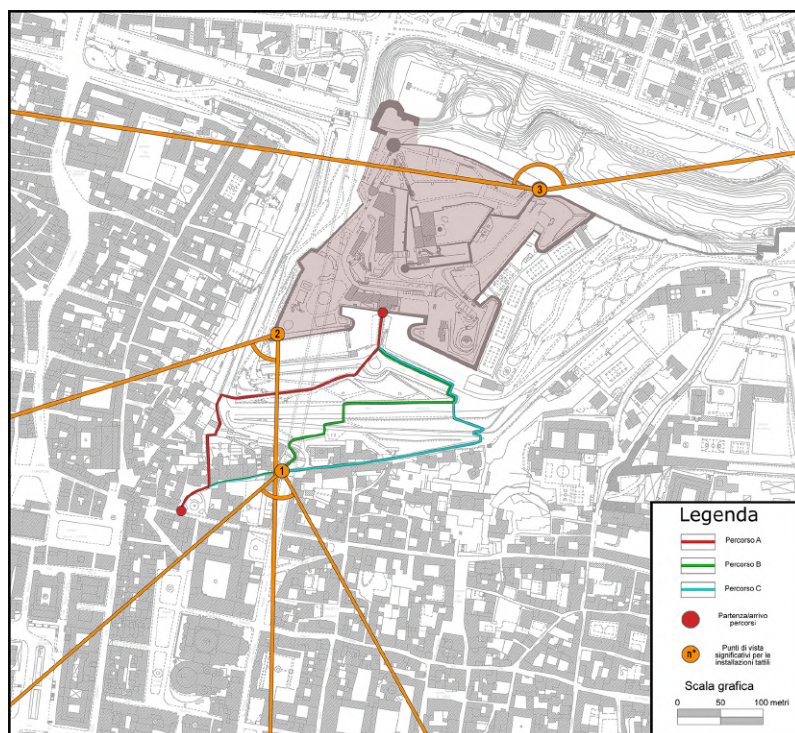 3
2
1
Legenda
Percorso A
Percorso B
Percorso C
Partenza/arrivo
percorsi
n°
Punti di vista
significativi per le
installazioni tattili
Scala grafica
0 50 100 metri